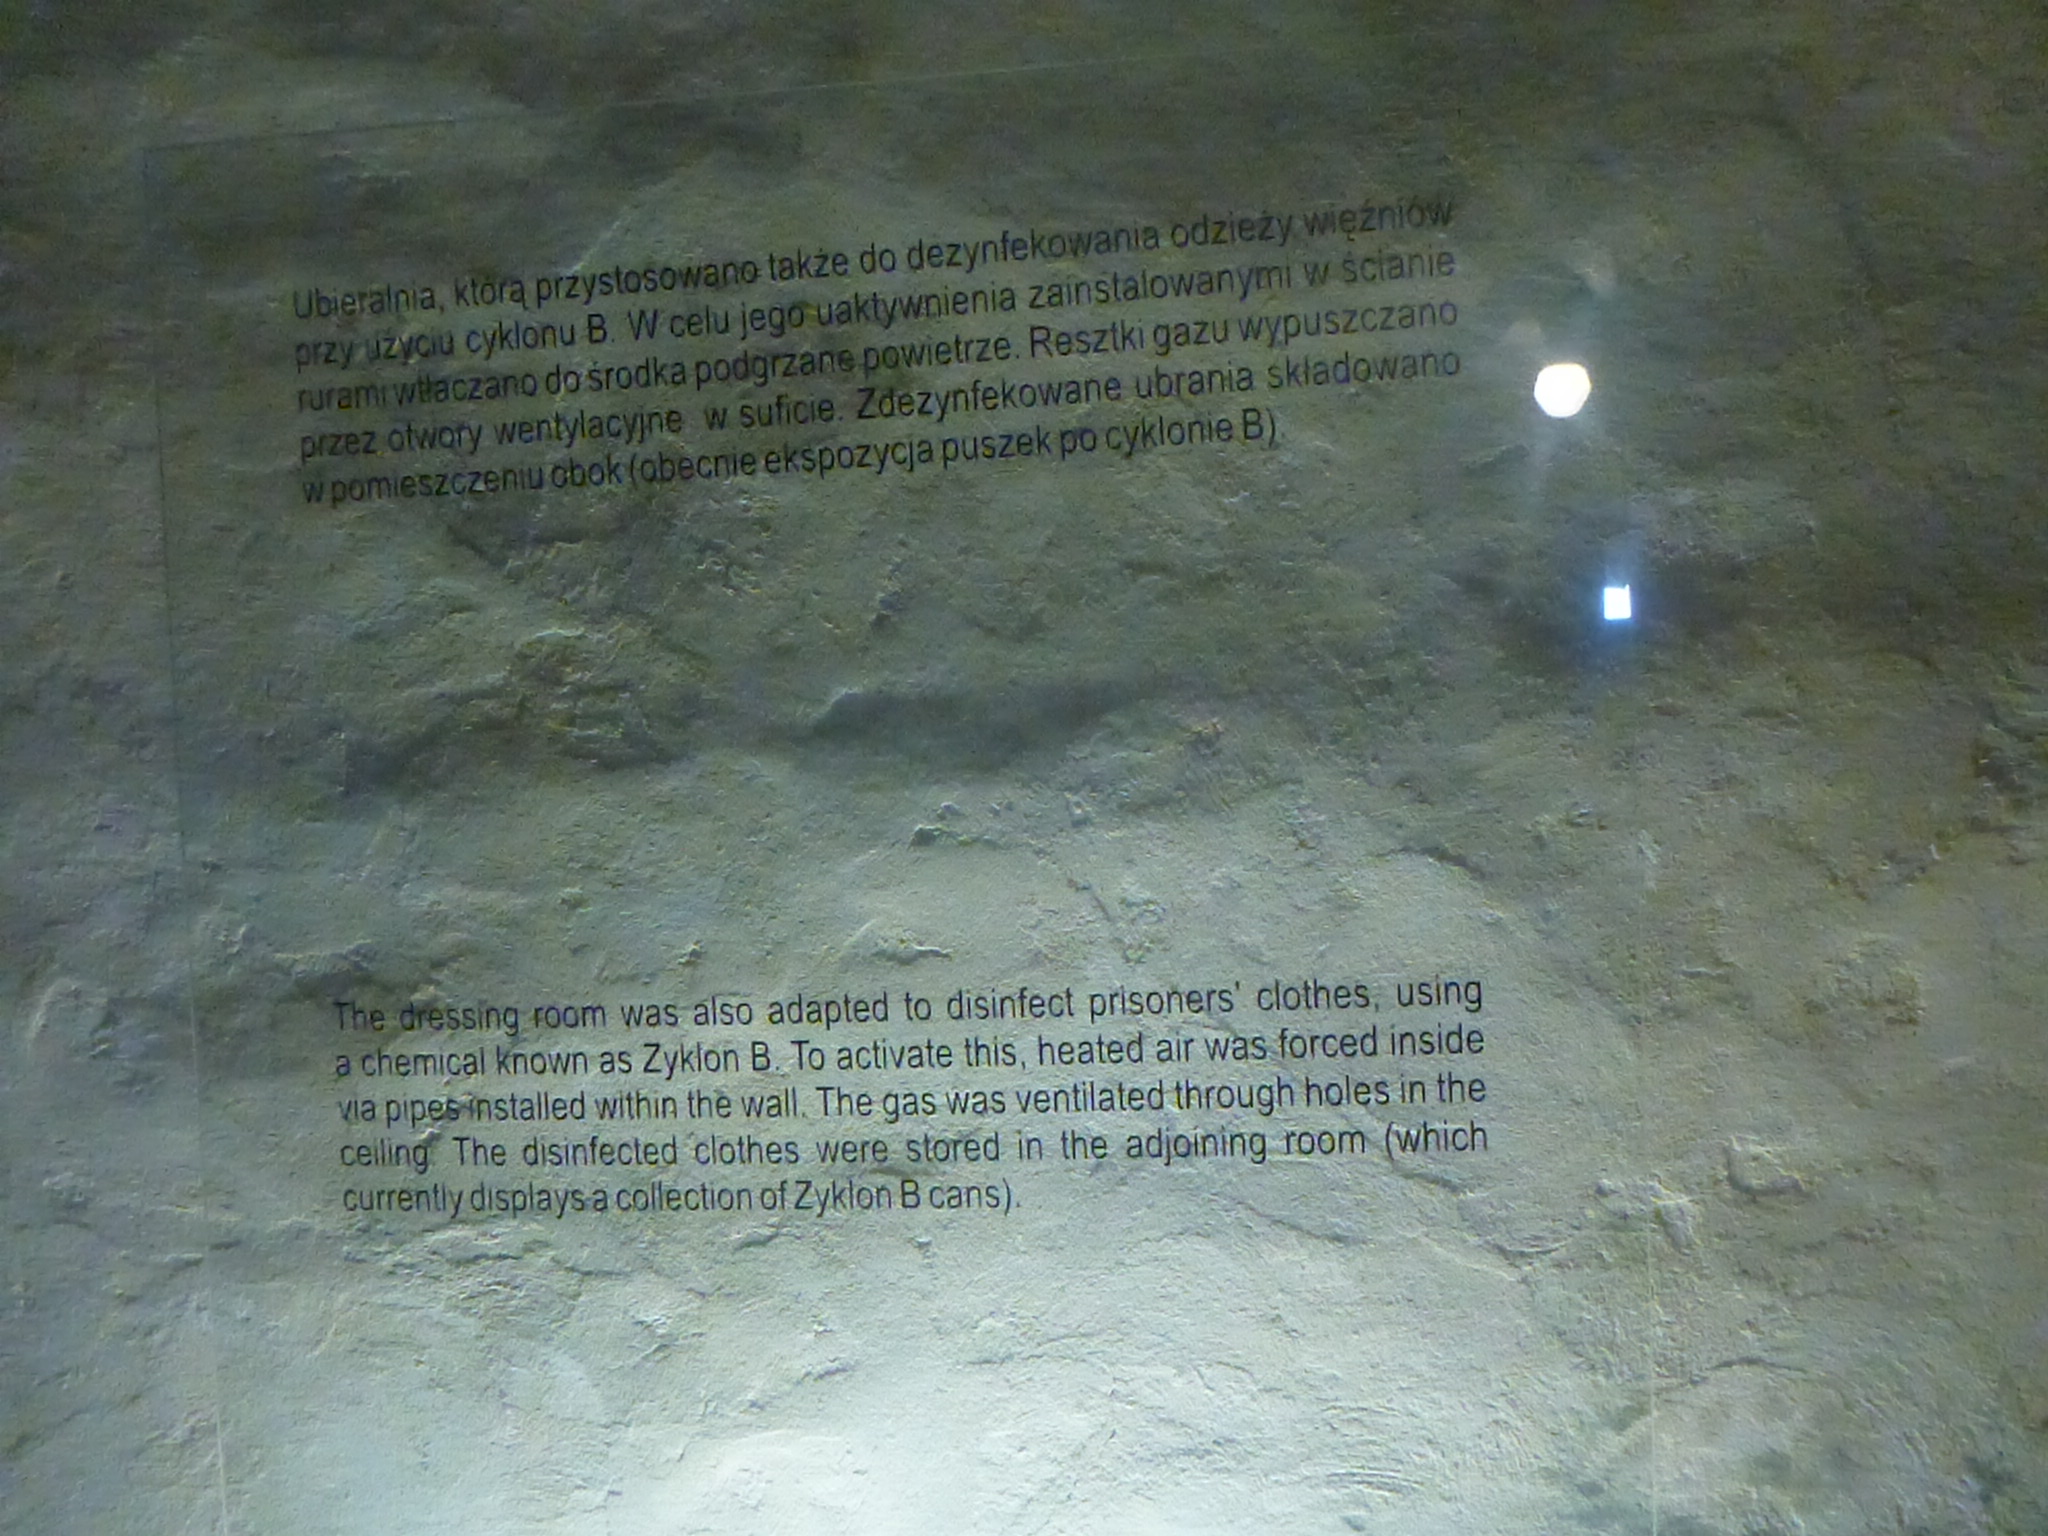 Ubieralnia, którą przystosowano także do dezynfekowania odzieży więźniów
przy użyciu cyklonu B. W celu jego uaktywnienia zainstalowanymi w ścianie
rurami wtłaczano do środka podgrzane powietrze. Resztki gazu wypuszczano
przez otwory wentylacyjne w suficie. Zdezynfekowane ubrania składowano
w pomieszczeniu obok (obecnie ekspozycja puszek po cyklonie B).
The dressing room was also adapted to disinfect prisoners' clothes, using
a chemical known as Zyklon B. To activate this, heated air was forced inside
via pipes installed within the wall. The gas was ventilated through holes in the
ceiling. The disinfected clothes were stored in the adjoining room (which
currently displays a collection of Zyklon B cans).